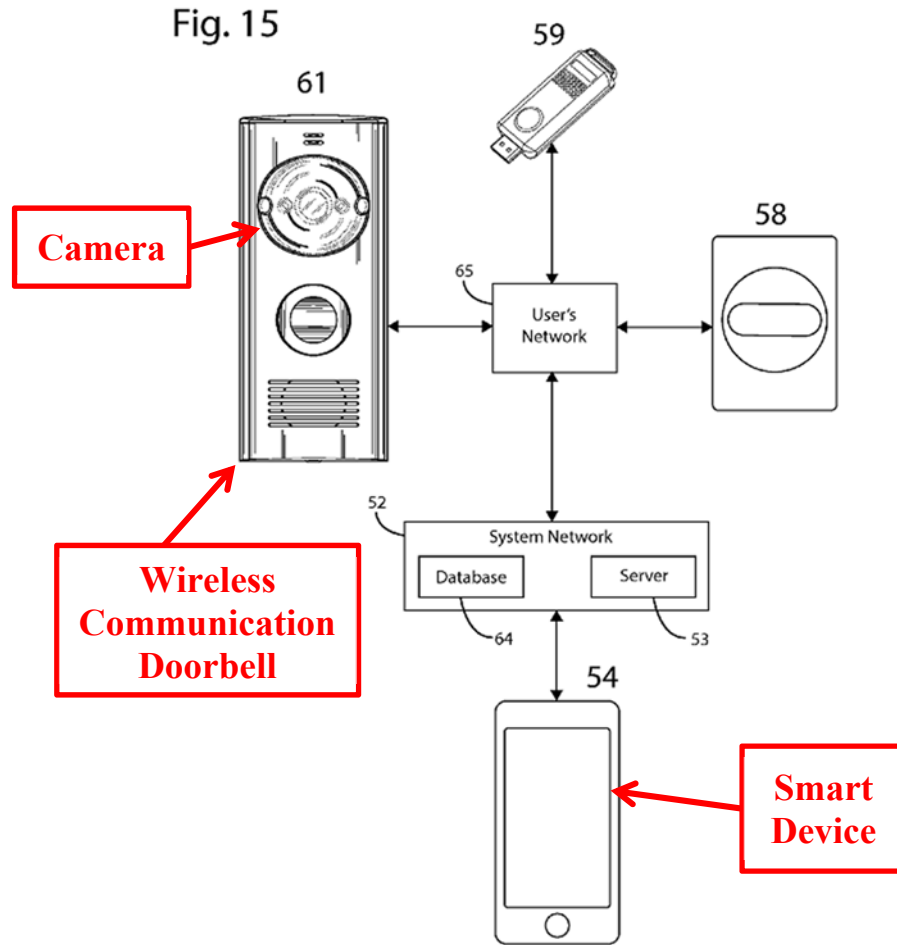 Fig. 15
59
61
Camera
58
65
User's
Network
52
System Network
Database
Server
64
53
Wireless
Communication
Doorbell
54
Smart
Device